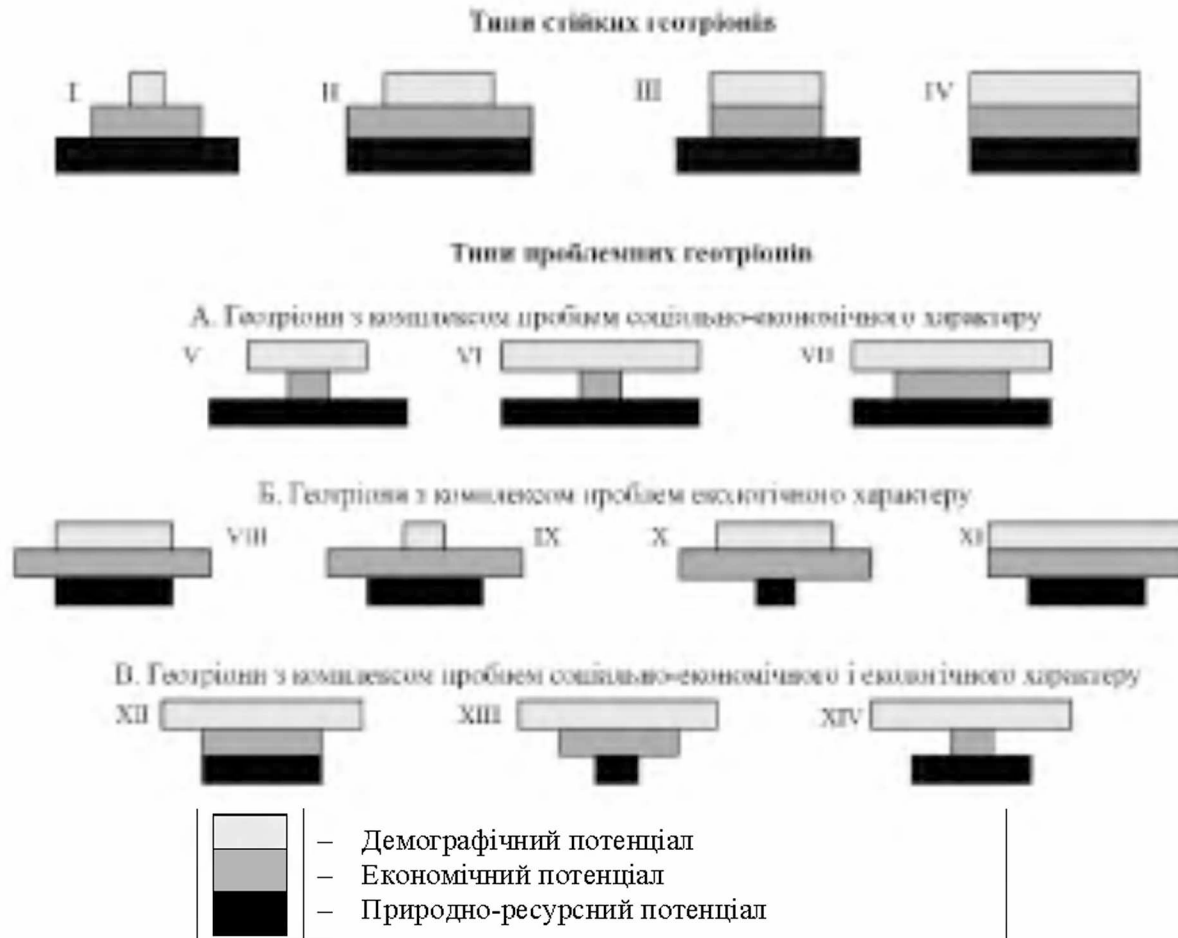 Типи стійких геотріонів
I II III IV
Типи проблемних геотріонів
А. Геотріони з комплексом проблем соціально-економічного характеру
V VI VII
Б. Геотріони з комплексом проблем екологічного характеру
VIII IX X XI
В. Геотріони з комплексом проблем соціально-економічного і екологічного характеру
XII XIII XIV
– Демографічний потенціал
– Економічний потенціал
– Природно-ресурсний потенціал